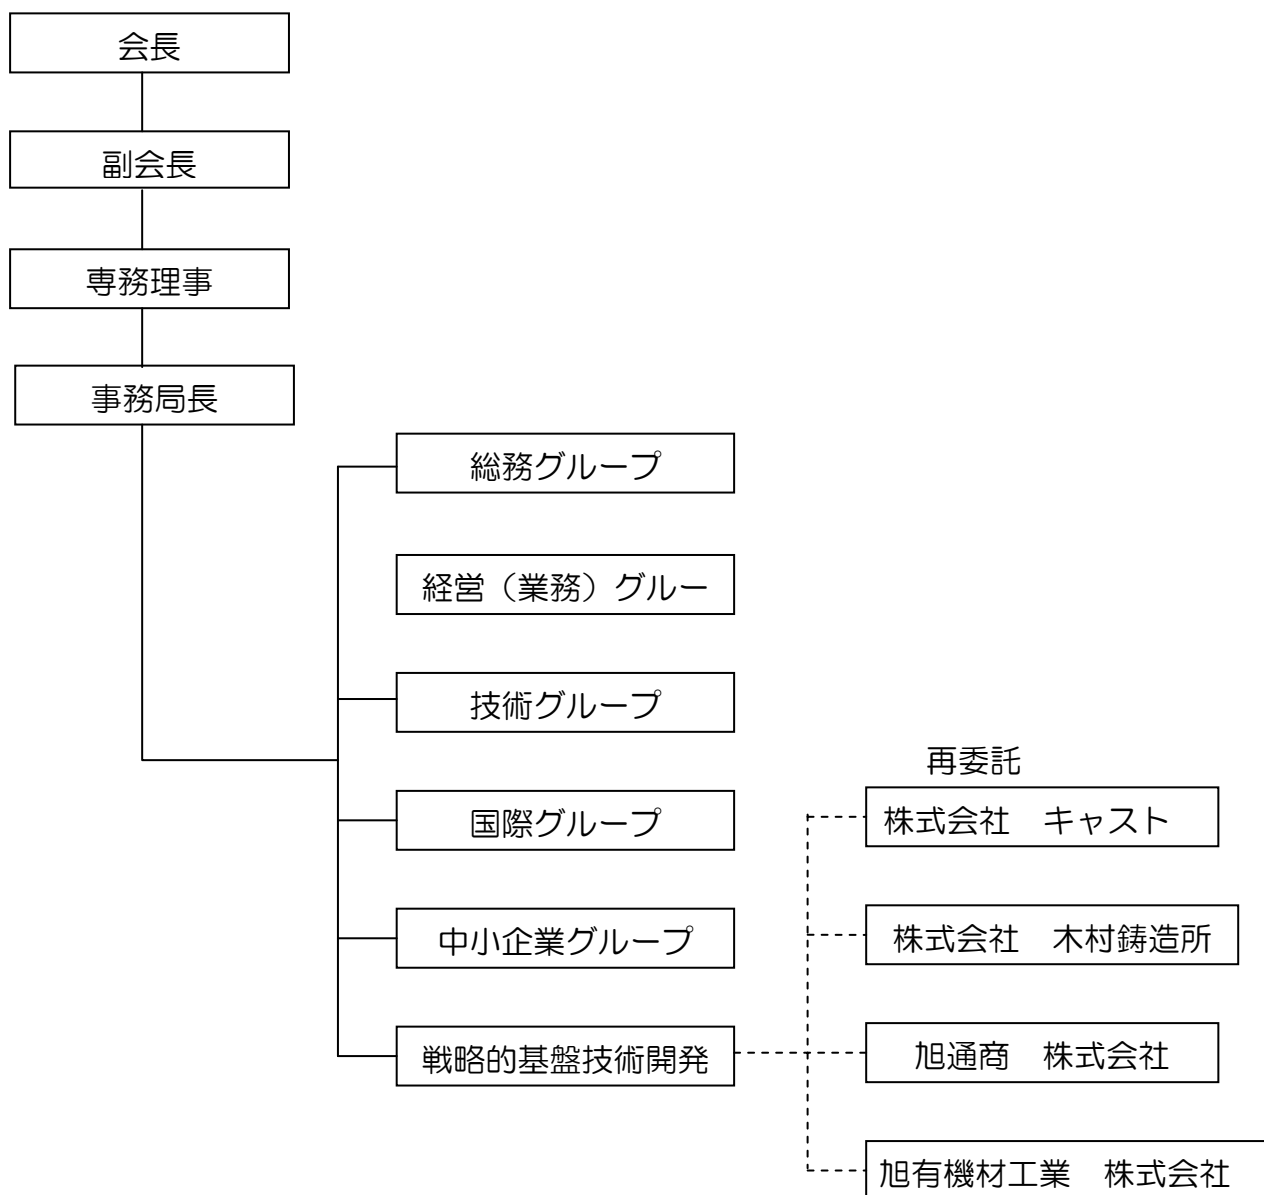 会長
副会長
専務理事
事務局長
総務グループ
経営（業務）グルー
技術グループ
国際グループ
中小企業グループ
戦略的基盤技術開発
再委託
株式会社　キャスト
株式会社　木村鋳造所
旭通商　株式会社
旭有機材工業　株式会社